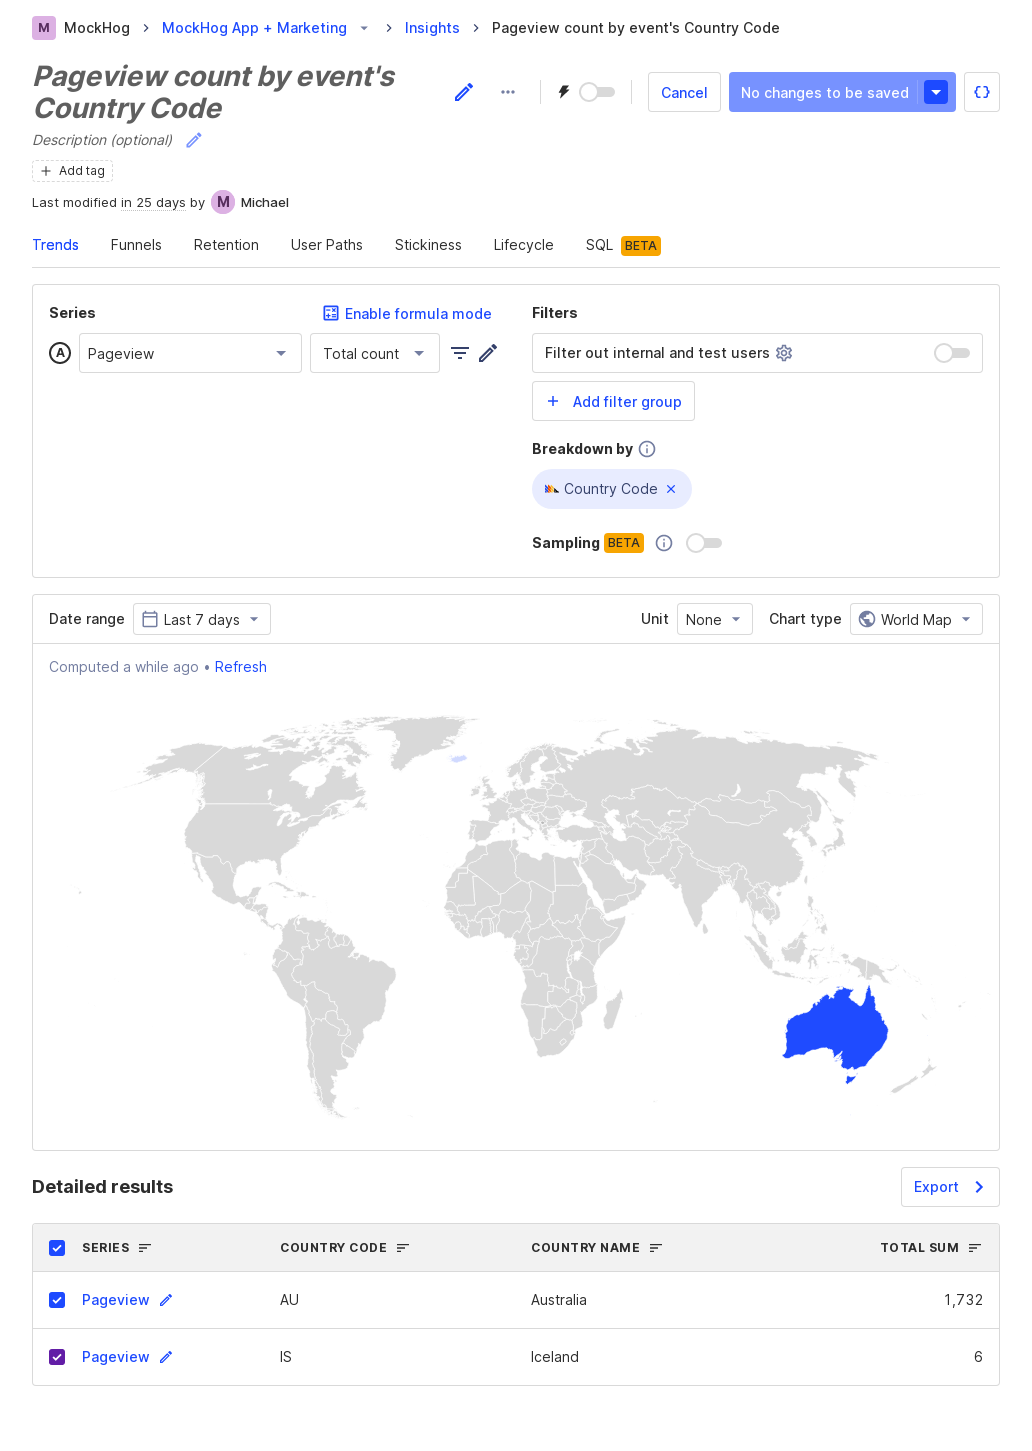 M MockHog MockHog App + Marketing Insights Pageview count by event's Country Code
Pageview count by event's
Country Code
Cancel No changes to be saved
Description (optional)
Add tag
Last modified in 25 days by M Michael
Trends Funnels Retention User Paths Stickiness Lifecycle SQL BETA
Series Enable formula mode
A Pageview Total count
Filters
Filter out internal and test users
Add filter group
Breakdown by
Country Code
Sampling BETA
Date range Last 7 days Unit None Chart type World Map
Computed a while ago • Refresh
Detailed results Export
SERIES COUNTRY CODE COUNTRY NAME TOTAL SUM
Pageview AU Australia 1,732
Pageview IS Iceland 6